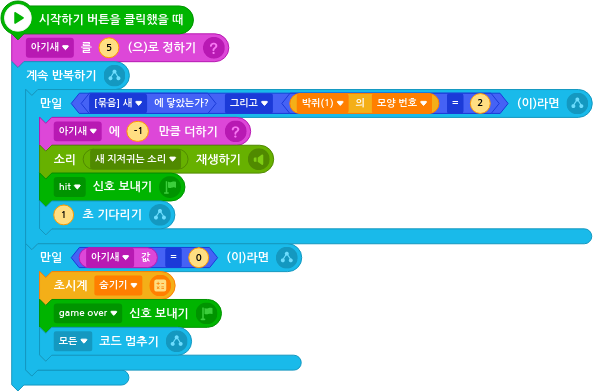 시작하기 버튼을 클릭했을 때
아기새 ▼ 를 5 (으)로 정하기 ?
계속 반복하기
만일 [묶음] 새 ▼ 에 닿았는가? 그리고 ▼ 박쥐(1) ▼ 의 모양 번호 ▼ = 2 (이)라면
아기새 ▼ 에 -1 만큼 더하기 ?
소리 새 지저귀는 소리 ▼ 재생하기
hit ▼ 신호 보내기
1 초 기다리기
만일 아기새 ▼ 값 = 0 (이)라면
초시계 숨기기 ▼
game over ▼ 신호 보내기
모든 ▼ 코드 멈추기